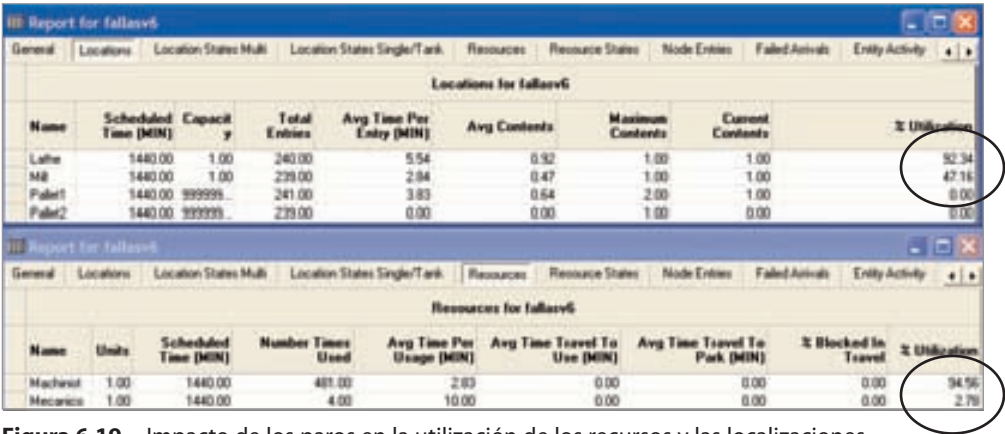 Report for fallasv6
General Locations Location States Multi Location States Single/Tank Resources Resource States Node Entries Failed Arrivals Entity Activity
Locations for fallasv6
Name Scheduled Time (MIN) Capacity Total Entries Avg Time Per Entry (MIN) Avg Contents Maximum Contents Current Contents % Utilization
Lathe 1440.00 1.00 240.00 5.54 0.92 1.00 1.00 92.34
Mill 1440.00 1.00 239.00 2.84 0.47 1.00 1.00 47.16
Pallet1 1440.00 999999... 241.00 3.83 0.64 2.00 1.00 0.00
Pallet2 1440.00 999999... 239.00 0.00 0.00 1.00 0.00 0.00
Report for fallasv6
General Locations Location States Multi Location States Single/Tank Resources Resource States Node Entries Failed Arrivals Entity Activity
Resources for fallasv6
Name Units Scheduled Time (MIN) Number Times Used Avg Time Per Usage (MIN) Avg Time Travel To Use (MIN) Avg Time Travel To Park (MIN) % Blocked In Travel % Utilization
Machinist 1.00 1440.00 481.00 2.83 0.00 0.00 0.00 94.56
Mecanico 1.00 1440.00 4.00 10.00 0.00 0.00 0.00 2.78
Figura 6.19 Impacto de los paros en la utilización de los recursos y las localizaciones